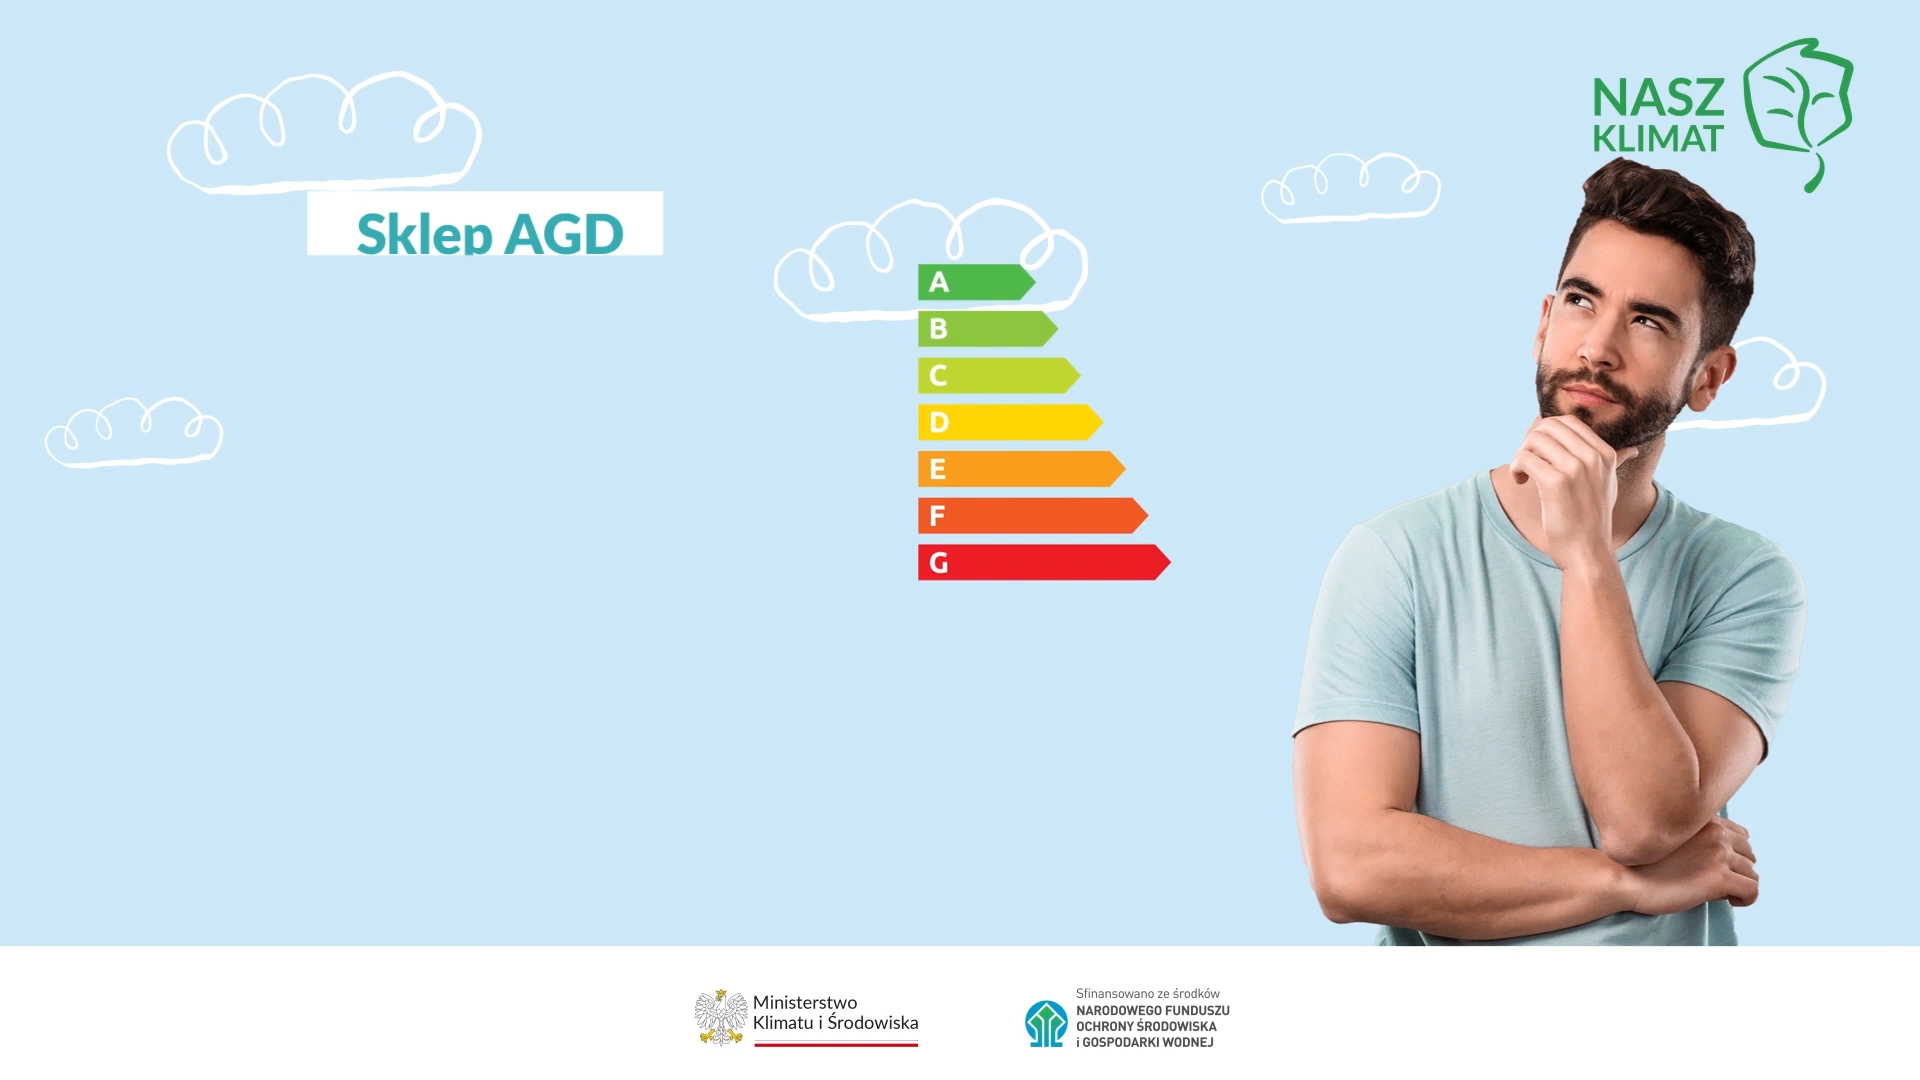 NASZ
KLIMAT
Sklep AGD
A
B
C
D
E
F
G
Ministerstwo
Klimatu i Środowiska
Sfinansowano ze środków
NARODOWEGO FUNDUSZU
OCHRONY ŚRODOWISKA
i GOSPODARKI WODNEJ